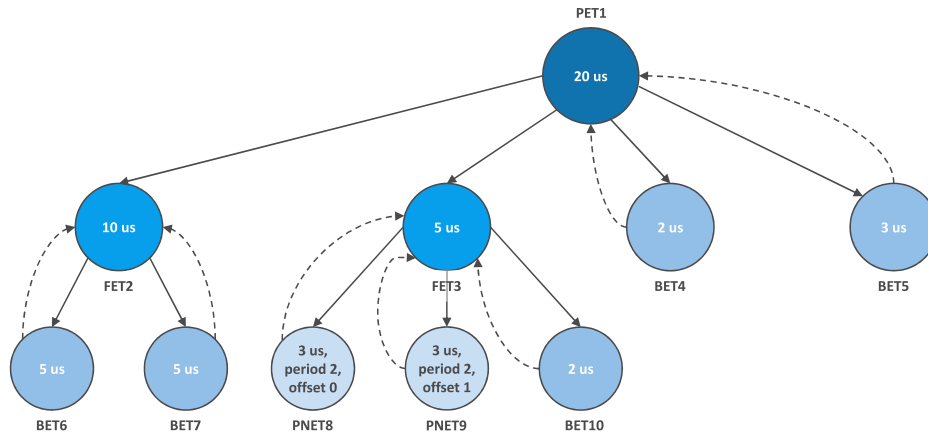 PET1
20 us
10 us
5 us
2 us
3 us
FET2
FET3
BET4
BET5
5 us
5 us
3 us,
period 2,
offset 0
3 us,
period 2,
offset 1
2 us
BET6
BET7
PNET8
PNET9
BET10